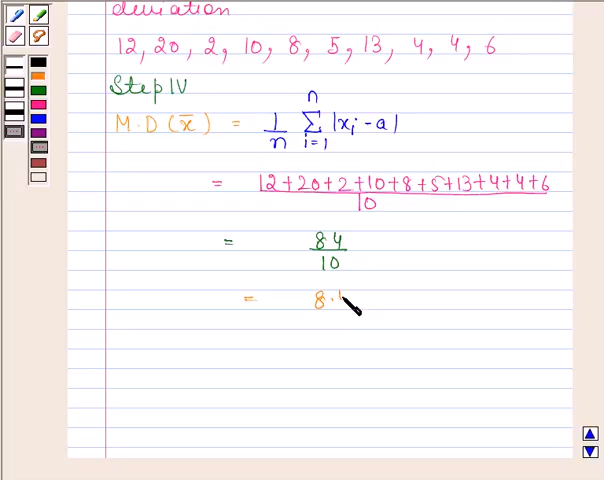 deviation
12, 20, 2, 10, 8, 5, 13, 4, 4, 6
Step IV
M.D (x̄) = 1/n ∑ᵢ₌₁ⁿ |xᵢ - a|
= 12+20+2+10+8+5+13+4+4+6 / 10
= 84/10
= 8.